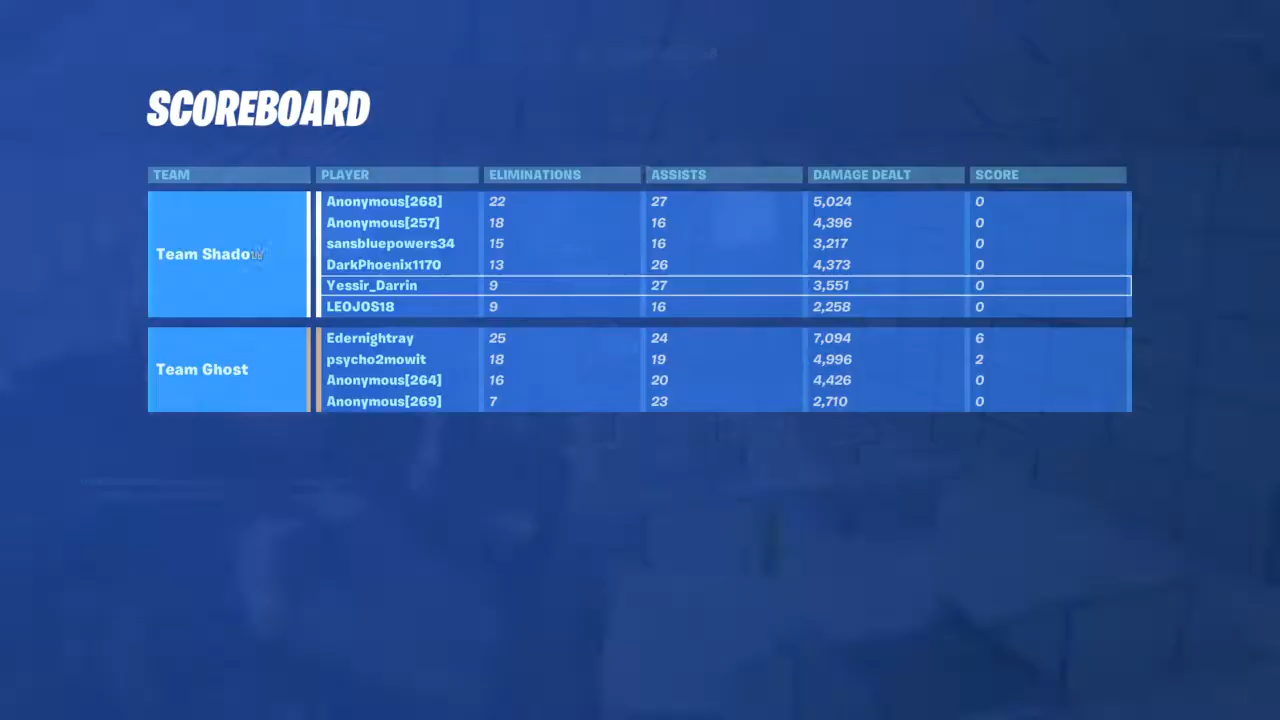 SCOREBOARD
TEAM PLAYER ELIMINATIONS ASSISTS DAMAGE DEALT SCORE
Team Shadow
Anonymous[268] 22 27 5,024 0
Anonymous[257] 18 16 4,396 0
sansbluepowers34 15 16 3,217 0
DarkPhoenix1170 13 26 4,373 0
Yessir_Darrin 9 27 3,551 0
LEOJOS18 9 16 2,258 0
Team Ghost
Edernightray 25 24 7,094 6
psycho2mowit 18 19 4,996 2
Anonymous[264] 16 20 4,426 0
Anonymous[269] 7 23 2,710 0